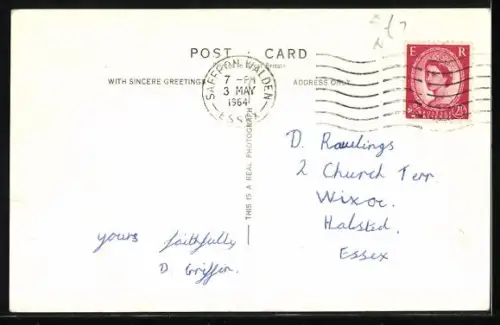 POST CARD
WITH SINCERE GREETINGS
ADDRESS ONLY
SAFFRON WALDEN
7 - PM
3 MAY
1964
ESSEX
E R
THIS IS A REAL PHOTOGRAPH
D. Rawlings
2 Church Terr.
Wixoe.
Halsted.
Essex
yours faithfully
D Griffin.